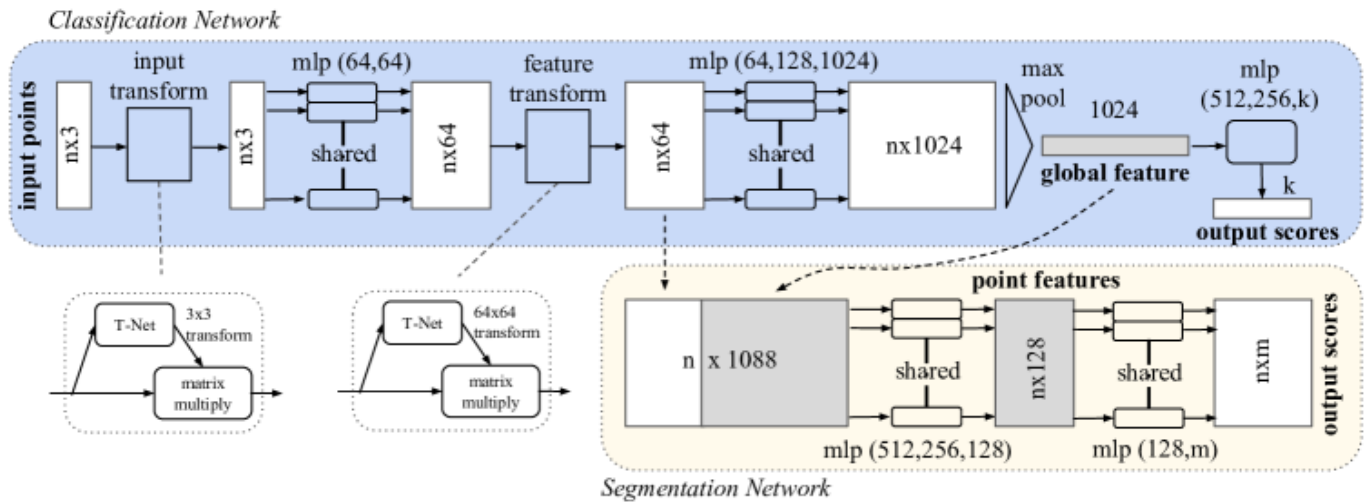 Classification Network
input points
nx3
input
transform
nx3
mlp (64,64)
shared
nx64
feature
transform
nx64
mlp (64,128,1024)
shared
nx1024
max
pool
1024
global feature
mlp
(512,256,k)
k
output scores
T-Net
3x3
transform
matrix
multiply
T-Net
64x64
transform
matrix
multiply
point features
n x 1088
shared
mlp (512,256,128)
nx128
shared
mlp (128,m)
nxm
output scores
Segmentation Network